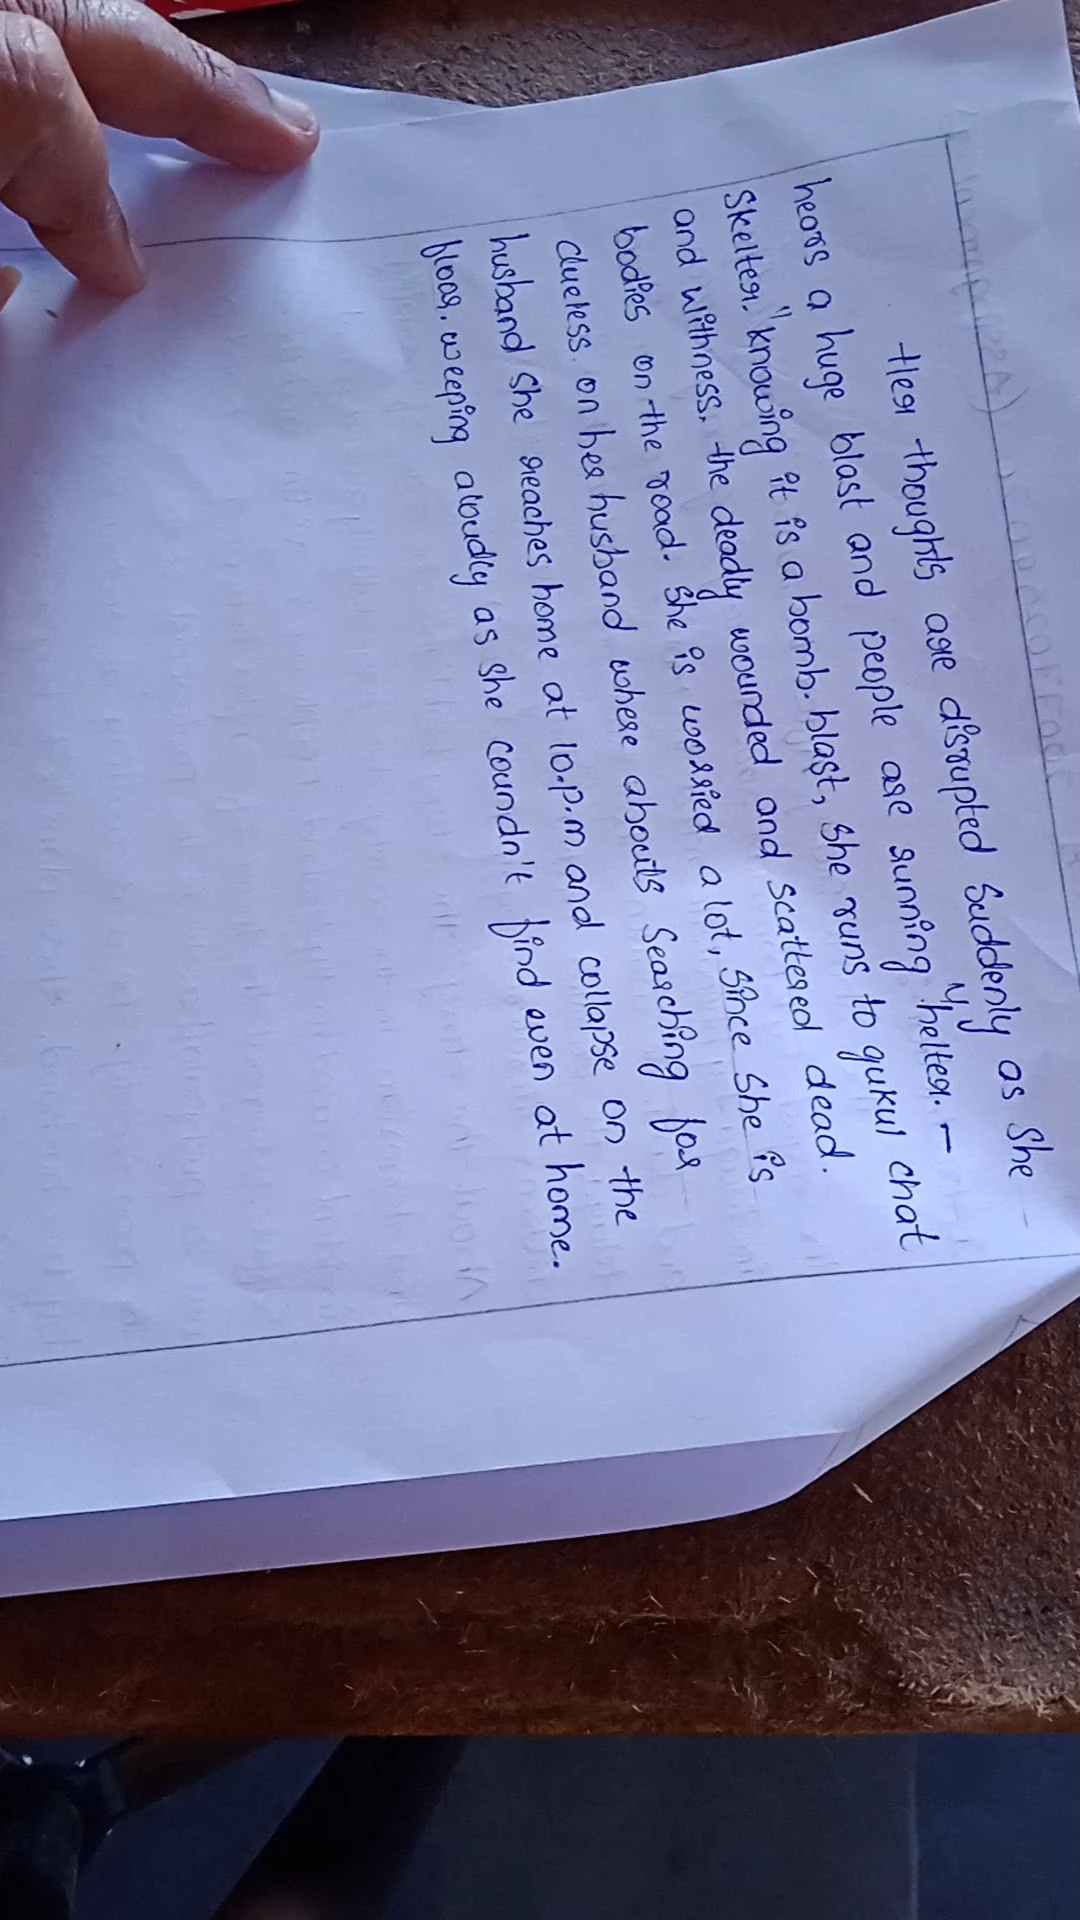 Her thoughts are disrupted suddenly as she
hears a huge blast and people are running helter. -
skelter." knowing it is a bomb. blast, she runs to gukul chat
and withness. the deadly wounded and scattered dead.
bodies on the road. She is worried a lot, since she is
clueless on her husband where abouts searching for
husband she reaches home at 10.p.m and collapse on the
floor. weeping aloudly as she coundn't find even at home.